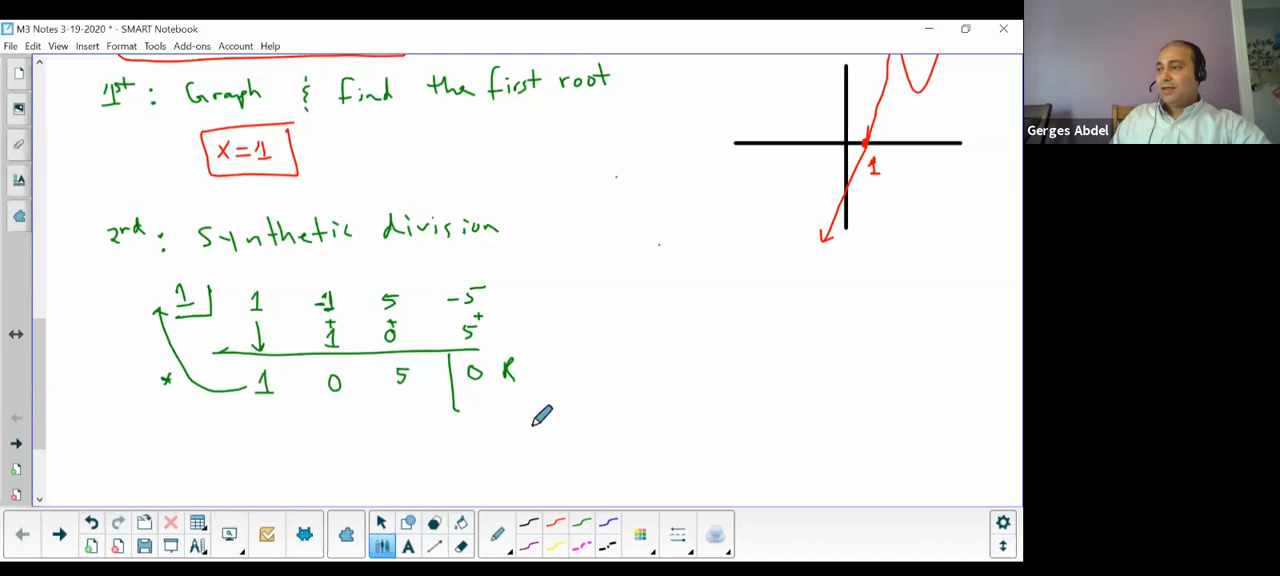 M3 Notes 3-19-2020 * - SMART Notebook
File Edit View Insert Format Tools Add-ons Account Help
1st : Graph & find the first root
x=1
1
Gerges Abdel
2nd : Synthetic division
1 1 -1 5 -5
+ + +
1 0 5
* 1 0 5 0 R